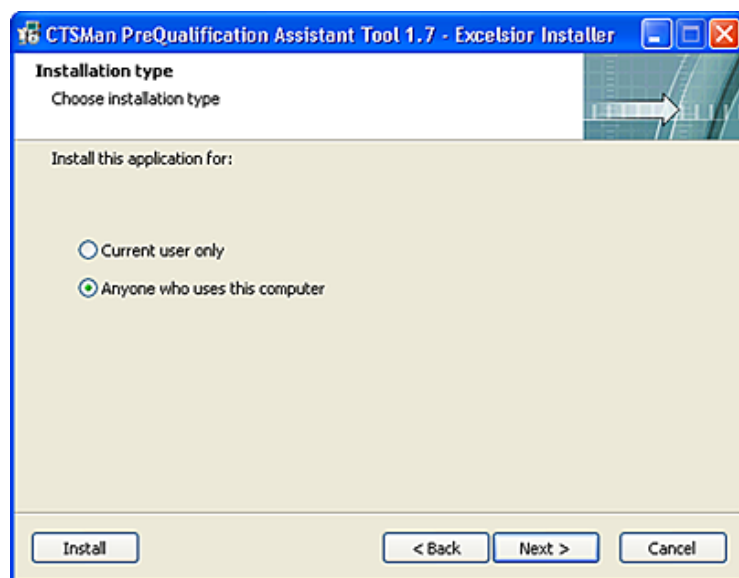 CTSMan PreQualification Assistant Tool 1.7 - Excelsior Installer
Installation type
Choose installation type
Install this application for:
Current user only
Anyone who uses this computer
Install
< Back
Next >
Cancel